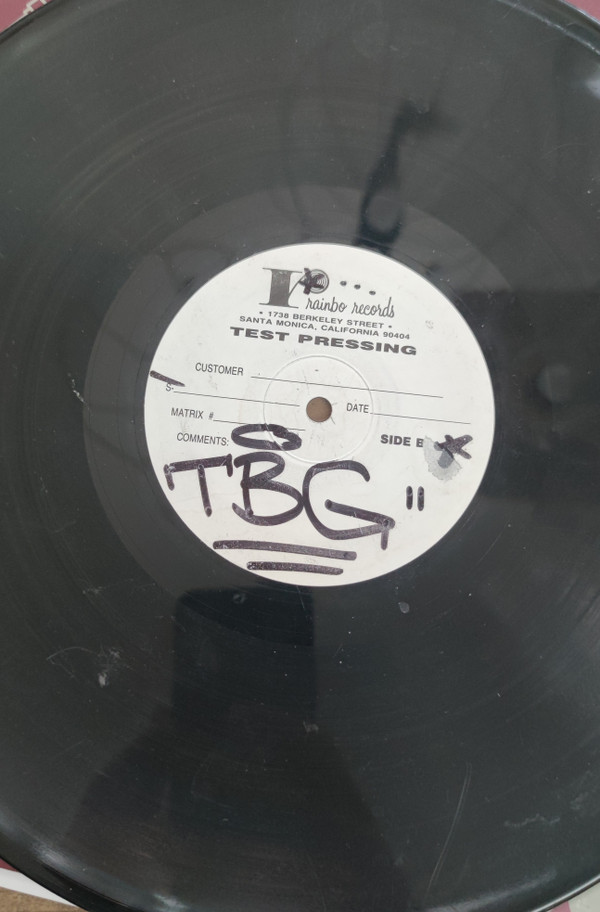 rainbo records
• 1738 BERKELEY STREET •
SANTA MONICA, CALIFORNIA 90404
TEST PRESSING
CUSTOMER
S-
DATE
MATRIX #
COMMENTS:
SIDE B
TBG"